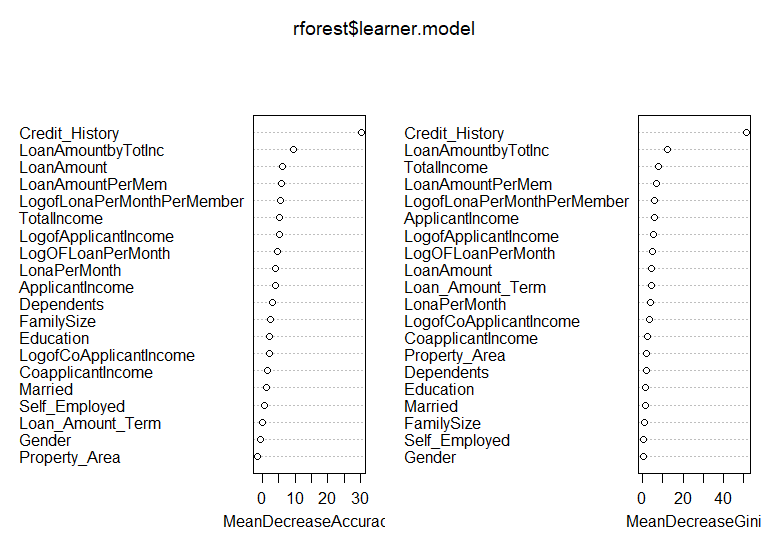 rforest$learner.model
Credit_History
LoanAmountbyTotInc
LoanAmount
LoanAmountPerMem
LogofLonaPerMonthPerMember
TotalIncome
LogofApplicantIncome
LogOFLoanPerMonth
LonaPerMonth
ApplicantIncome
Dependents
FamilySize
Education
LogofCoApplicantIncome
CoapplicantIncome
Married
Self_Employed
Loan_Amount_Term
Gender
Property_Area
0 10 20 30
MeanDecreaseAccurac
Credit_History
LoanAmountbyTotInc
TotalIncome
LoanAmountPerMem
LogofLonaPerMonthPerMember
ApplicantIncome
LogofApplicantIncome
LogOFLoanPerMonth
LoanAmount
Loan_Amount_Term
LonaPerMonth
LogofCoApplicantIncome
CoapplicantIncome
Property_Area
Dependents
Education
Married
FamilySize
Self_Employed
Gender
0 20 40
MeanDecreaseGini